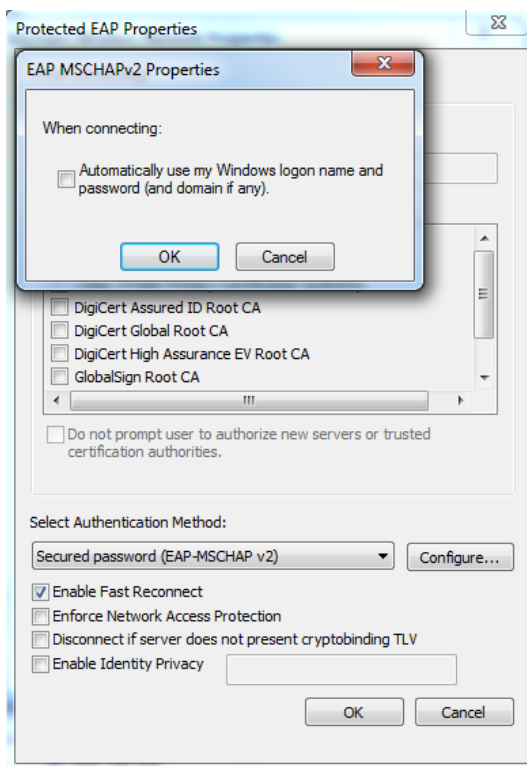 Protected EAP Properties
EAP MSCHAPv2 Properties
When connecting:
Automatically use my Windows logon name and
password (and domain if any).
OK
Cancel
DigiCert Assured ID Root CA
DigiCert Global Root CA
DigiCert High Assurance EV Root CA
GlobalSign Root CA
Do not prompt user to authorize new servers or trusted
certification authorities.
Select Authentication Method:
Secured password (EAP-MSCHAP v2)
Configure...
Enable Fast Reconnect
Enforce Network Access Protection
Disconnect if server does not present cryptobinding TLV
Enable Identity Privacy
OK
Cancel